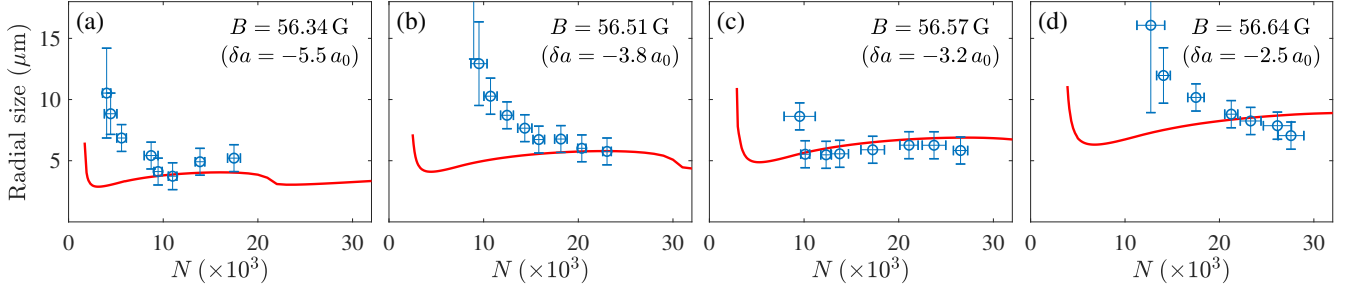 (a) B = 56.34 G
(δa = −5.5 a₀)
(b) B = 56.51 G
(δa = −3.8 a₀)
(c) B = 56.57 G
(δa = −3.2 a₀)
(d) B = 56.64 G
(δa = −2.5 a₀)
Radial size (μm)
15
10
5
0 10 20 30
0 10 20 30
0 10 20 30
0 10 20 30
N (×10³)
N (×10³)
N (×10³)
N (×10³)